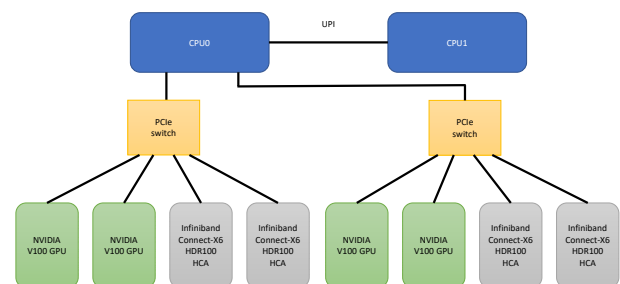 UPI
CPU0
CPU1
PCIe
switch
PCIe
switch
NVIDIA
V100 GPU
NVIDIA
V100 GPU
Infiniband
Connect-X6
HDR100
HCA
Infiniband
Connect-X6
HDR100
HCA
NVIDIA
V100 GPU
NVIDIA
V100 GPU
Infiniband
Connect-X6
HDR100
HCA
Infiniband
Connect-X6
HDR100
HCA